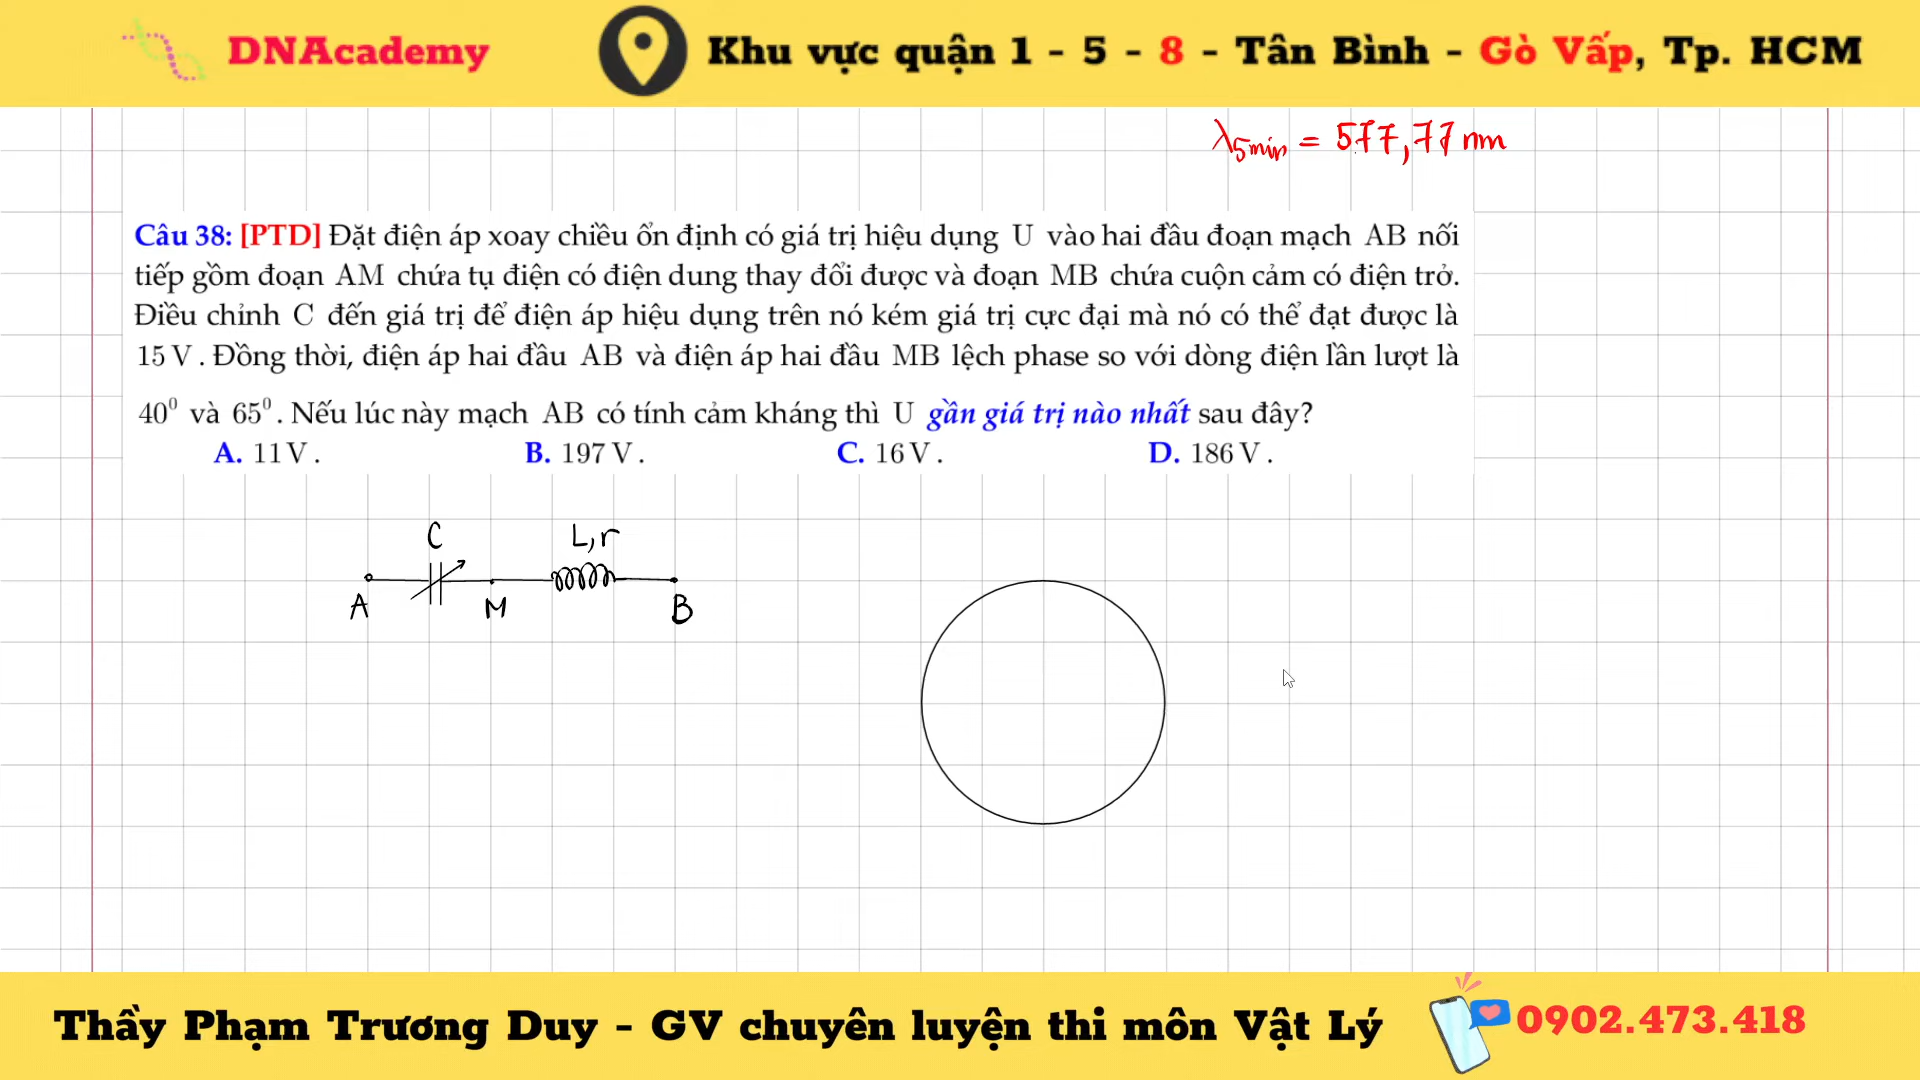 DNAcademy
Khu vực quận 1 - 5 - 8 - Tân Bình - Gò Vấp, Tp. HCM
λ5min = 577,77 nm
Câu 38: [PTD] Đặt điện áp xoay chiều ổn định có giá trị hiệu dụng U vào hai đầu đoạn mạch AB nối
tiếp gồm đoạn AM chứa tụ điện có điện dung thay đổi được và đoạn MB chứa cuộn cảm có điện trở.
Điều chỉnh C đến giá trị để điện áp hiệu dụng trên nó kém giá trị cực đại mà nó có thể đạt được là
15 V. Đồng thời, điện áp hai đầu AB và điện áp hai đầu MB lệch phase so với dòng điện lần lượt là
40⁰ và 65⁰. Nếu lúc này mạch AB có tính cảm kháng thì U gần giá trị nào nhất sau đây?
A. 11 V. B. 197 V. C. 16 V. D. 186 V.
C L,r
A M B
Thầy Phạm Trương Duy - GV chuyên luyện thi môn Vật Lý
0902.473.418